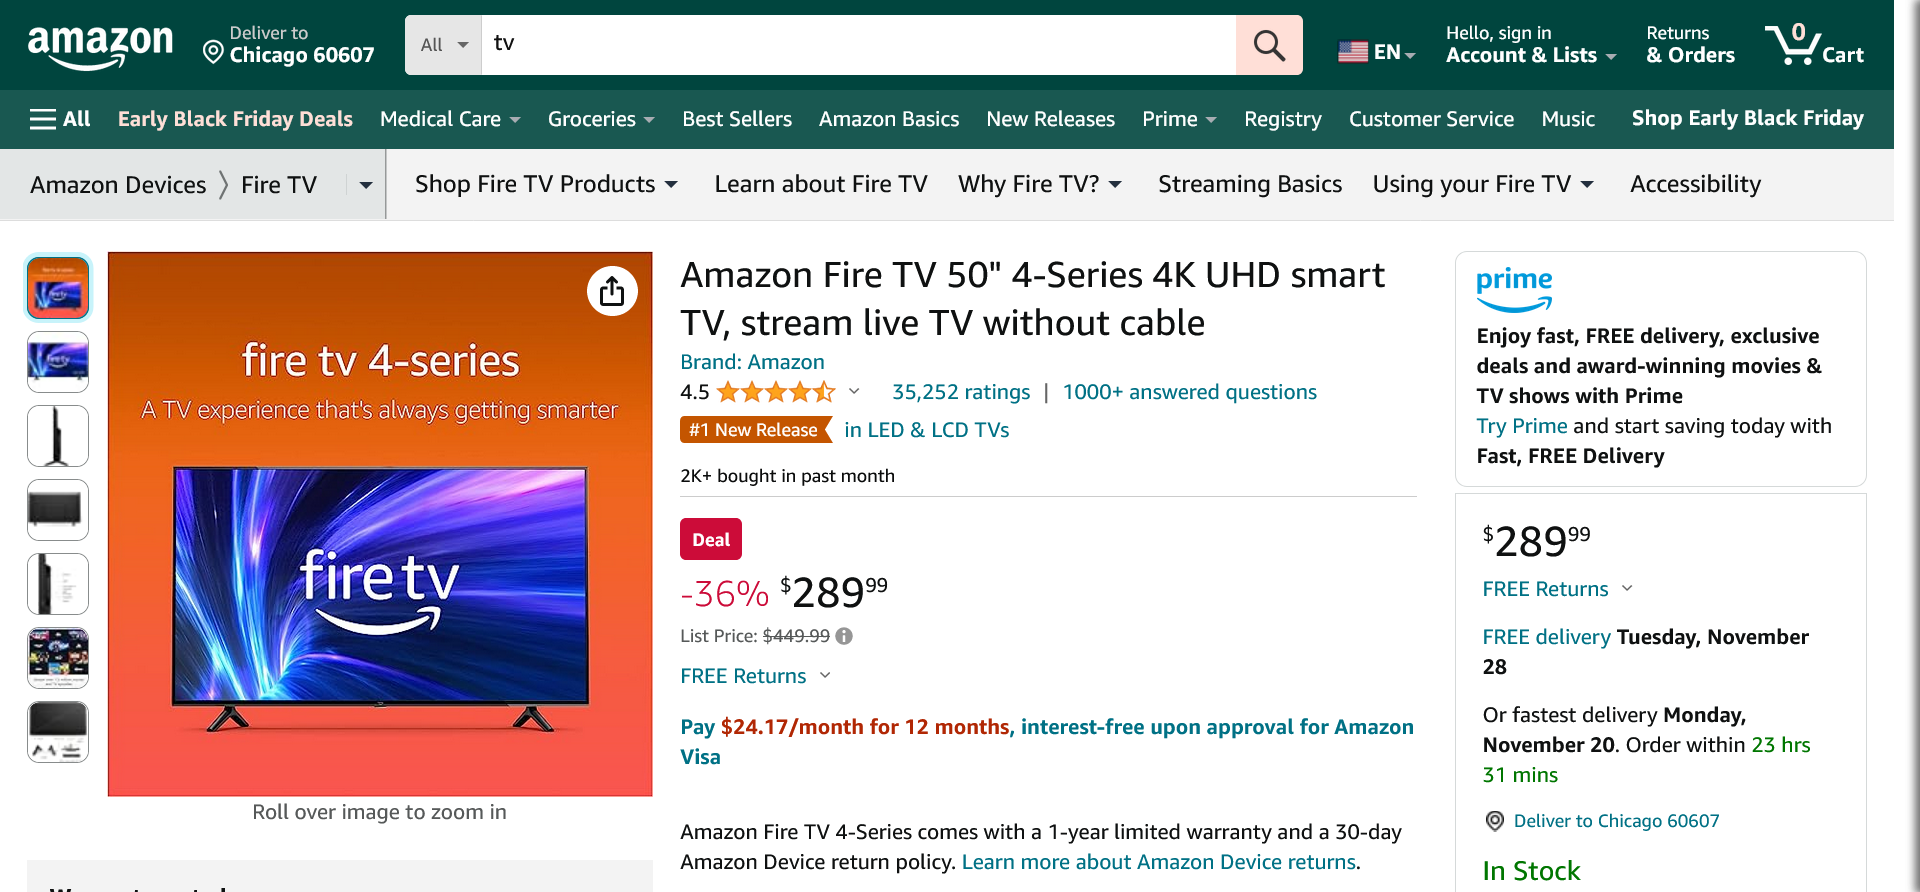 amazon
Deliver to
Chicago 60607
All
tv
EN
Hello, sign in
Account & Lists
Returns
& Orders
0
Cart
All
Early Black Friday Deals
Medical Care
Groceries
Best Sellers
Amazon Basics
New Releases
Prime
Registry
Customer Service
Music
Shop Early Black Friday
Amazon Devices
Fire TV
Shop Fire TV Products
Learn about Fire TV
Why Fire TV?
Streaming Basics
Using your Fire TV
Accessibility
fire tv 4-series
A TV experience that's always getting smarter
fire tv
Roll over image to zoom in
Amazon Fire TV 50" 4-Series 4K UHD smart
TV, stream live TV without cable
Brand: Amazon
4.5
35,252 ratings | 1000+ answered questions
#1 New Release in LED & LCD TVs
2K+ bought in past month
Deal
-36% $289 99
List Price: $449.99
FREE Returns
Pay $24.17/month for 12 months, interest-free upon approval for Amazon
Visa
Amazon Fire TV 4-Series comes with a 1-year limited warranty and a 30-day
Amazon Device return policy. Learn more about Amazon Device returns.
prime
Enjoy fast, FREE delivery, exclusive
deals and award-winning movies &
TV shows with Prime
Try Prime and start saving today with
Fast, FREE Delivery
$289 99
FREE Returns
FREE delivery Tuesday, November
28
Or fastest delivery Monday,
November 20. Order within 23 hrs
31 mins
Deliver to Chicago 60607
In Stock